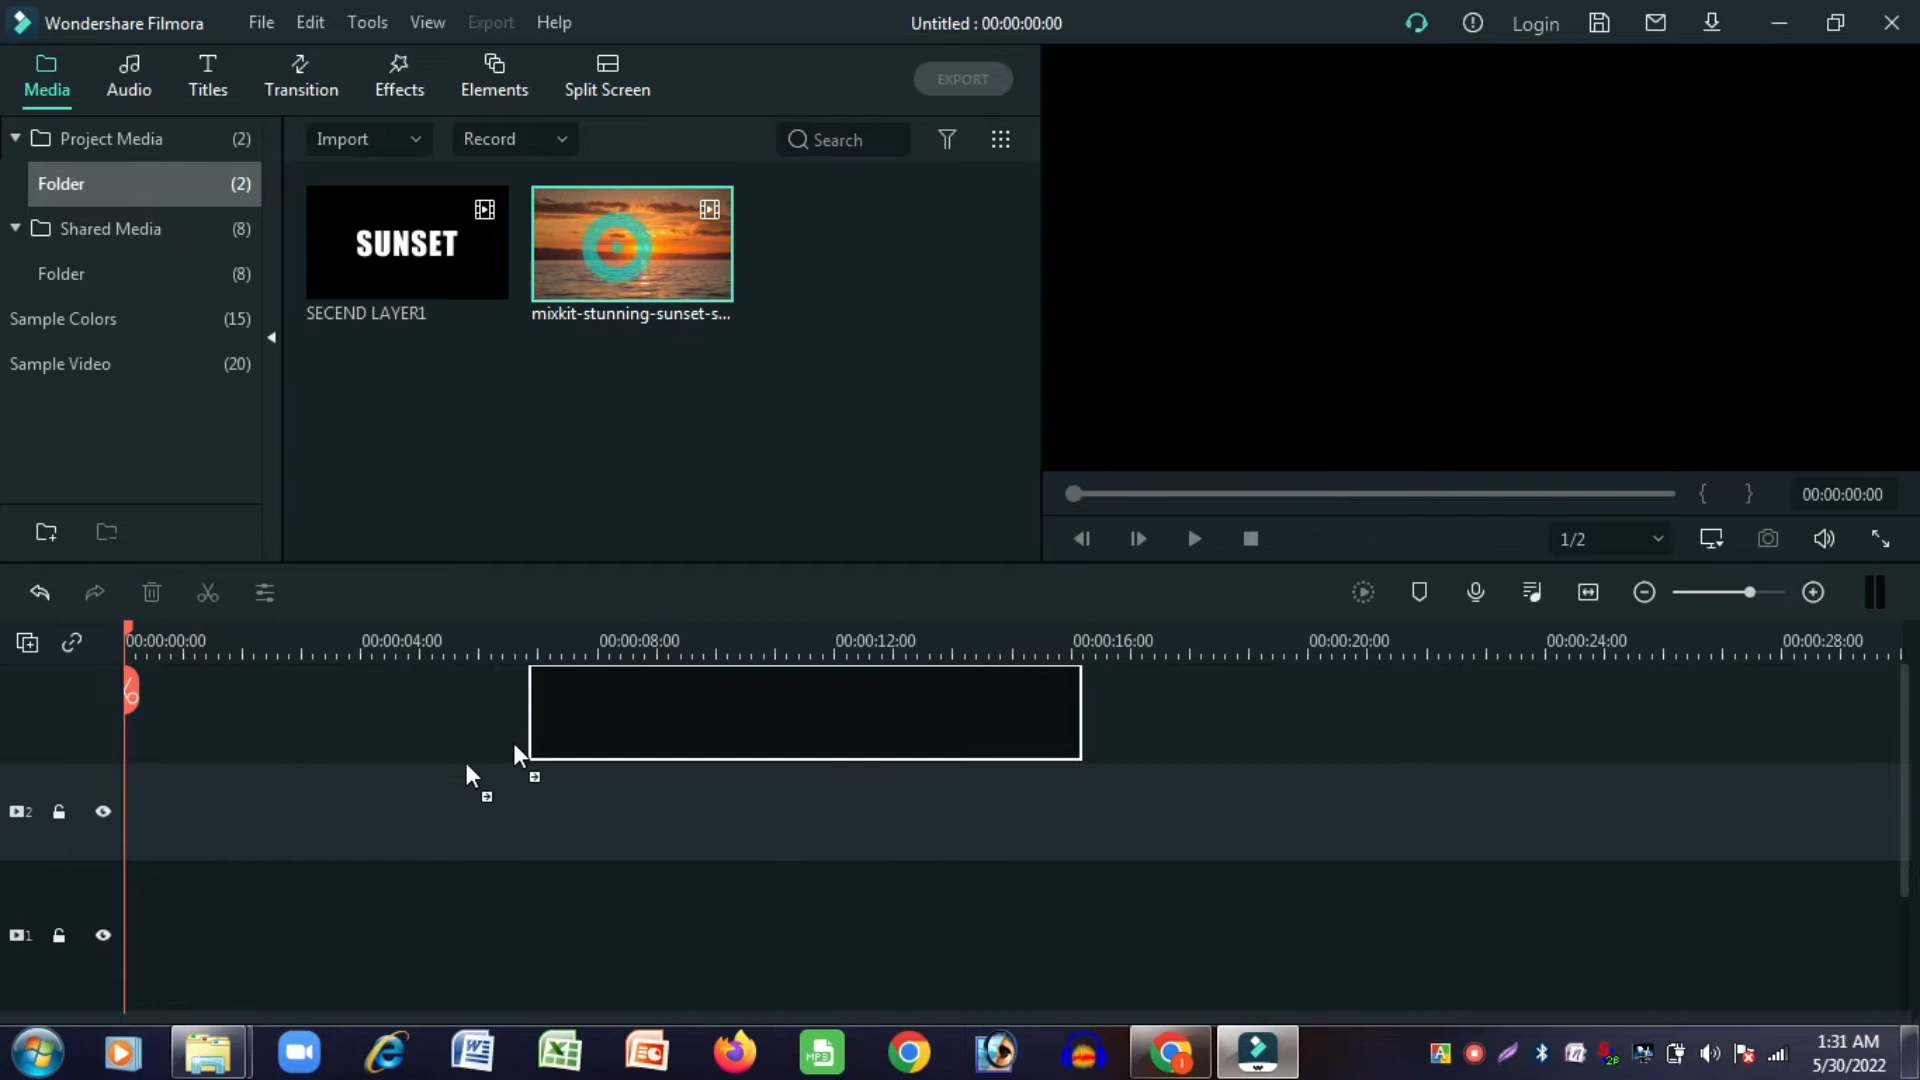 Wondershare Filmora
File
Edit
Tools
View
Export
Help
Untitled : 00:00:00:00
Login
Media
Audio
Titles
Transition
Effects
Elements
Split Screen
EXPORT
Project Media (2)
Folder (2)
Shared Media (8)
Folder (8)
Sample Colors (15)
Sample Video (20)
Import
Record
Search
SUNSET
SECEND LAYER1
mixkit-stunning-sunset-s...
{ }
00:00:00:00
1/2
00:00:00:00
00:00:04:00
00:00:08:00
00:00:12:00
00:00:16:00
00:00:20:00
00:00:24:00
00:00:28:00
2
1
MP3
1:31 AM
5/30/2022